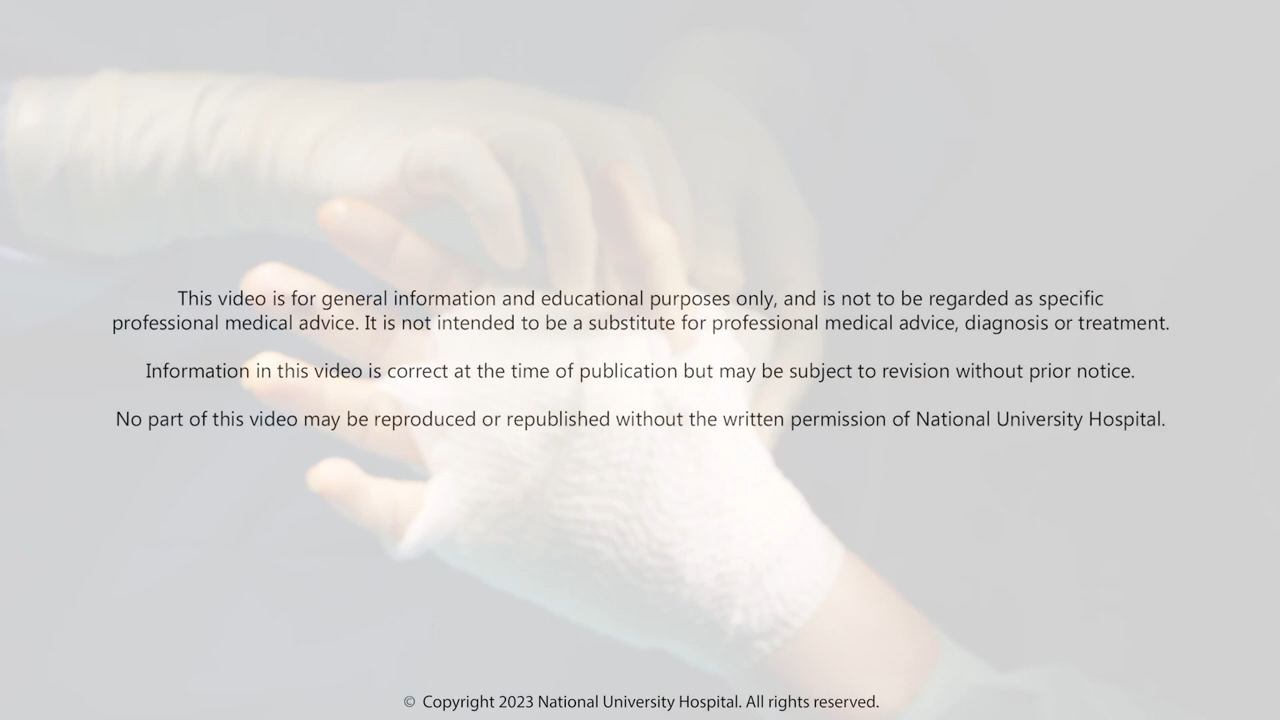 This video is for general information and educational purposes only, and is not to be regarded as specific
professional medical advice. It is not intended to be a substitute for professional medical advice, diagnosis or treatment.
Information in this video is correct at the time of publication but may be subject to revision without prior notice.
No part of this video may be reproduced or republished without the written permission of National University Hospital.
© Copyright 2023 National University Hospital. All rights reserved.